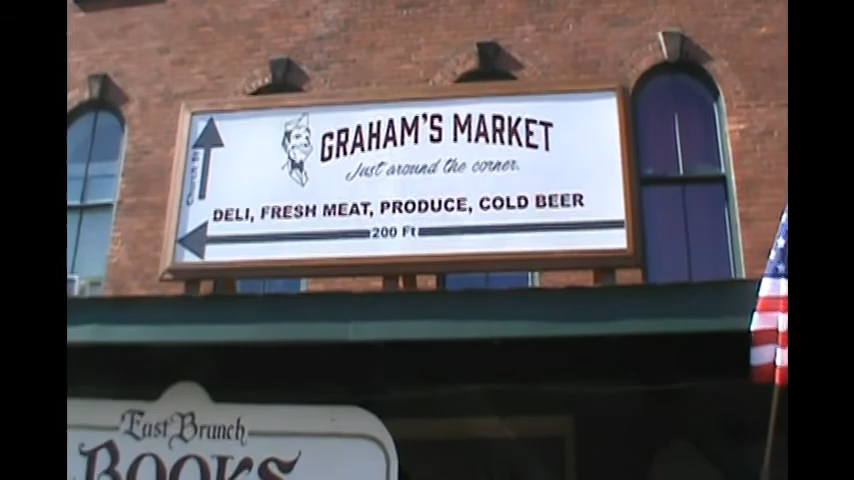 GRAHAM'S MARKET
Just around the corner.
DELI, FRESH MEAT, PRODUCE, COLD BEER
200 Ft
East Branch
BOOKS